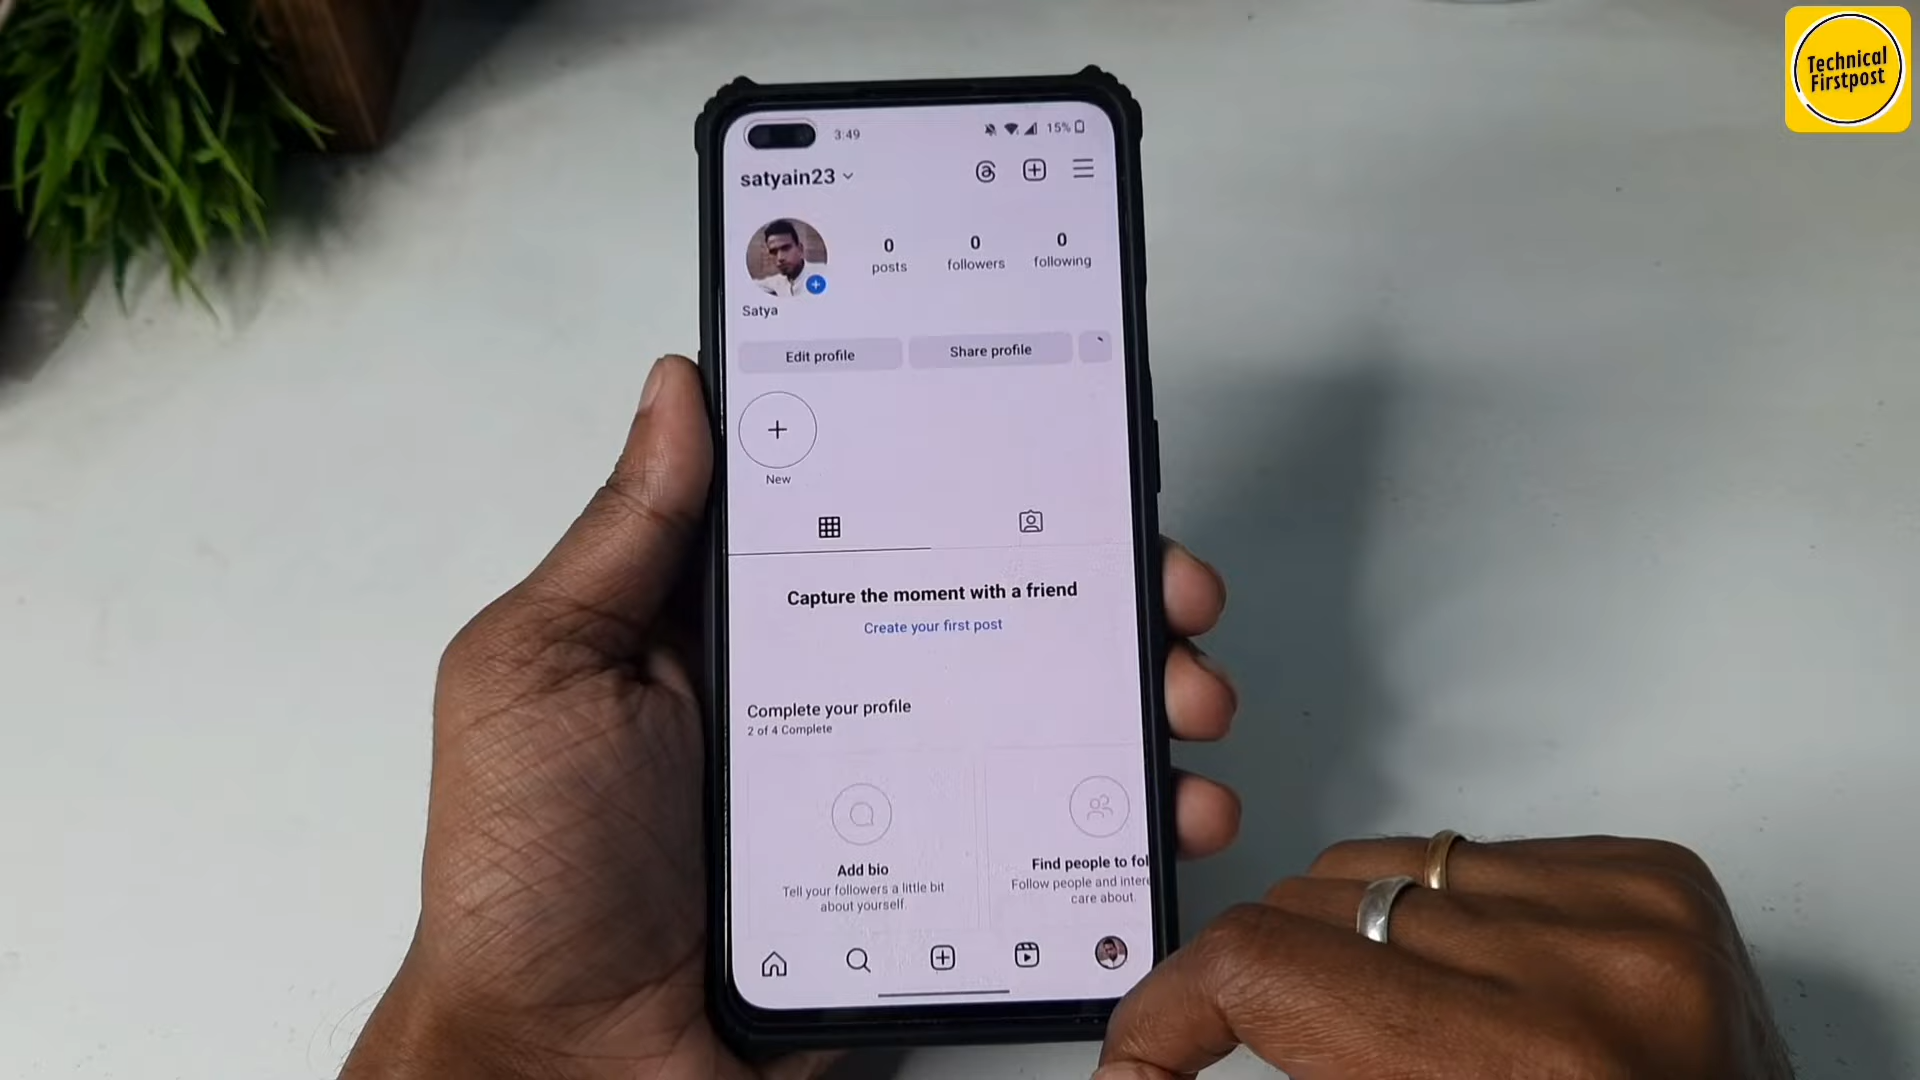 Technical
Firstpost
3:49
15%
satyain23
0
posts
0
followers
0
following
Satya
Edit profile
Share profile
New
Capture the moment with a friend
Create your first post
Complete your profile
2 of 4 Complete
Add bio
Tell your followers a little bit
about yourself.
Find people to fol
Follow people and inter
care about.